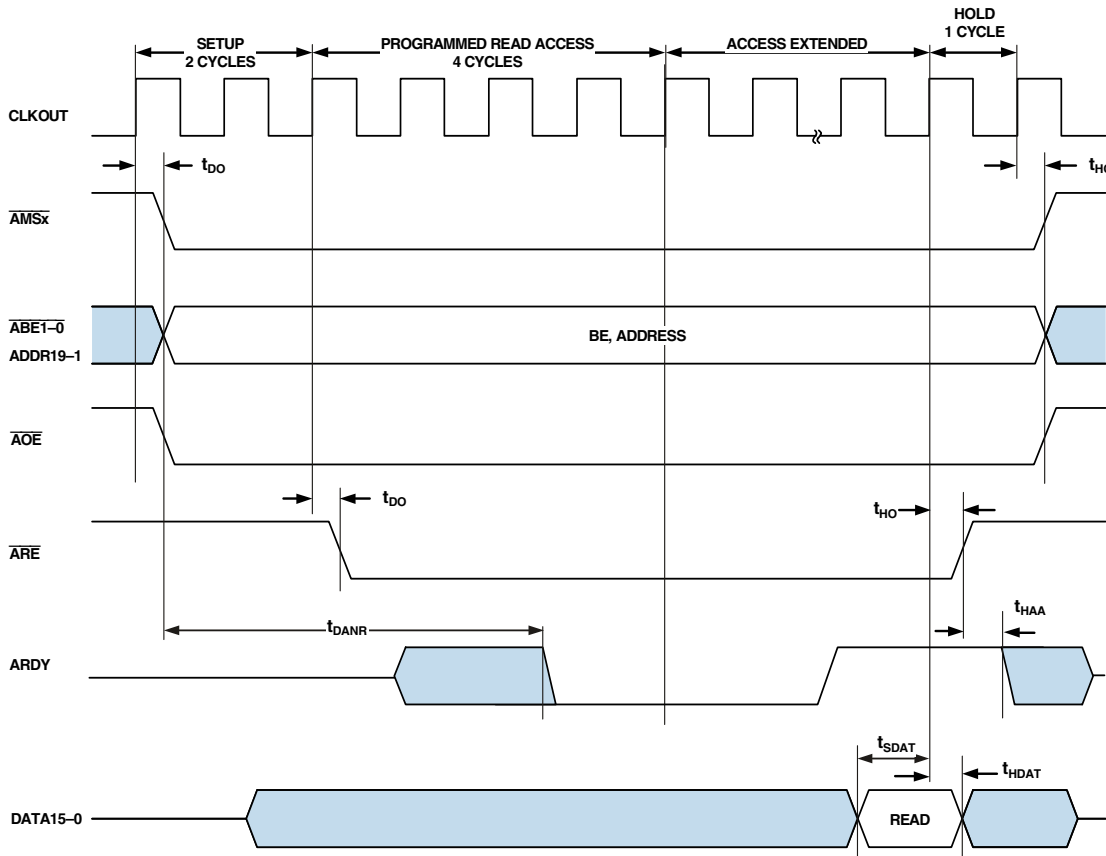 SETUP
2 CYCLES
PROGRAMMED READ ACCESS
4 CYCLES
ACCESS EXTENDED
HOLD
1 CYCLE
CLKOUT
tDO
tHO
AMSx
ABE1–0
ADDR19–1
BE, ADDRESS
AOE
tDO
tHO
ARE
tDANR
tHAA
ARDY
tSDAT
tHDAT
DATA15–0
READ